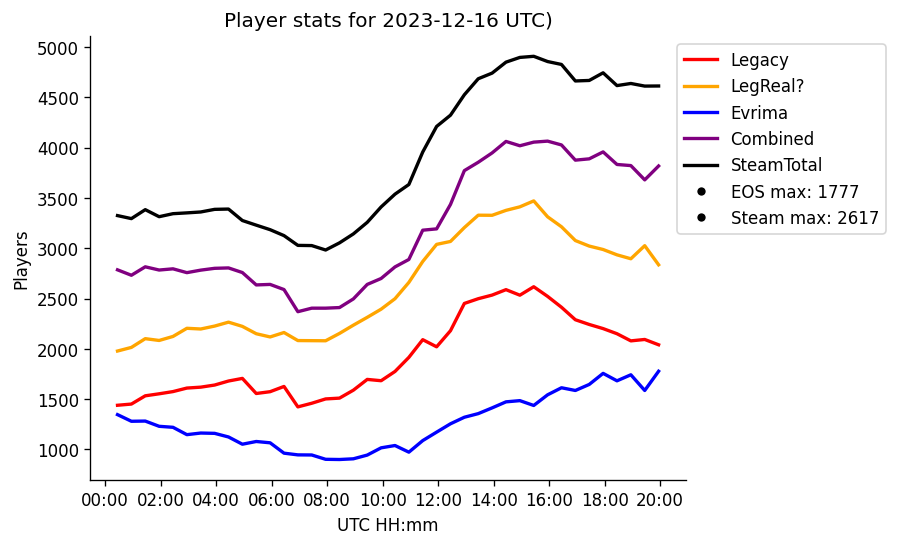 Player stats for 2023-12-16 UTC)
Players
5000
4500
4000
3500
3000
2500
2000
1500
1000
00:00 02:00 04:00 06:00 08:00 10:00 12:00 14:00 16:00 18:00 20:00
UTC HH:mm
Legacy
LegReal?
Evrima
Combined
SteamTotal
EOS max: 1777
Steam max: 2617